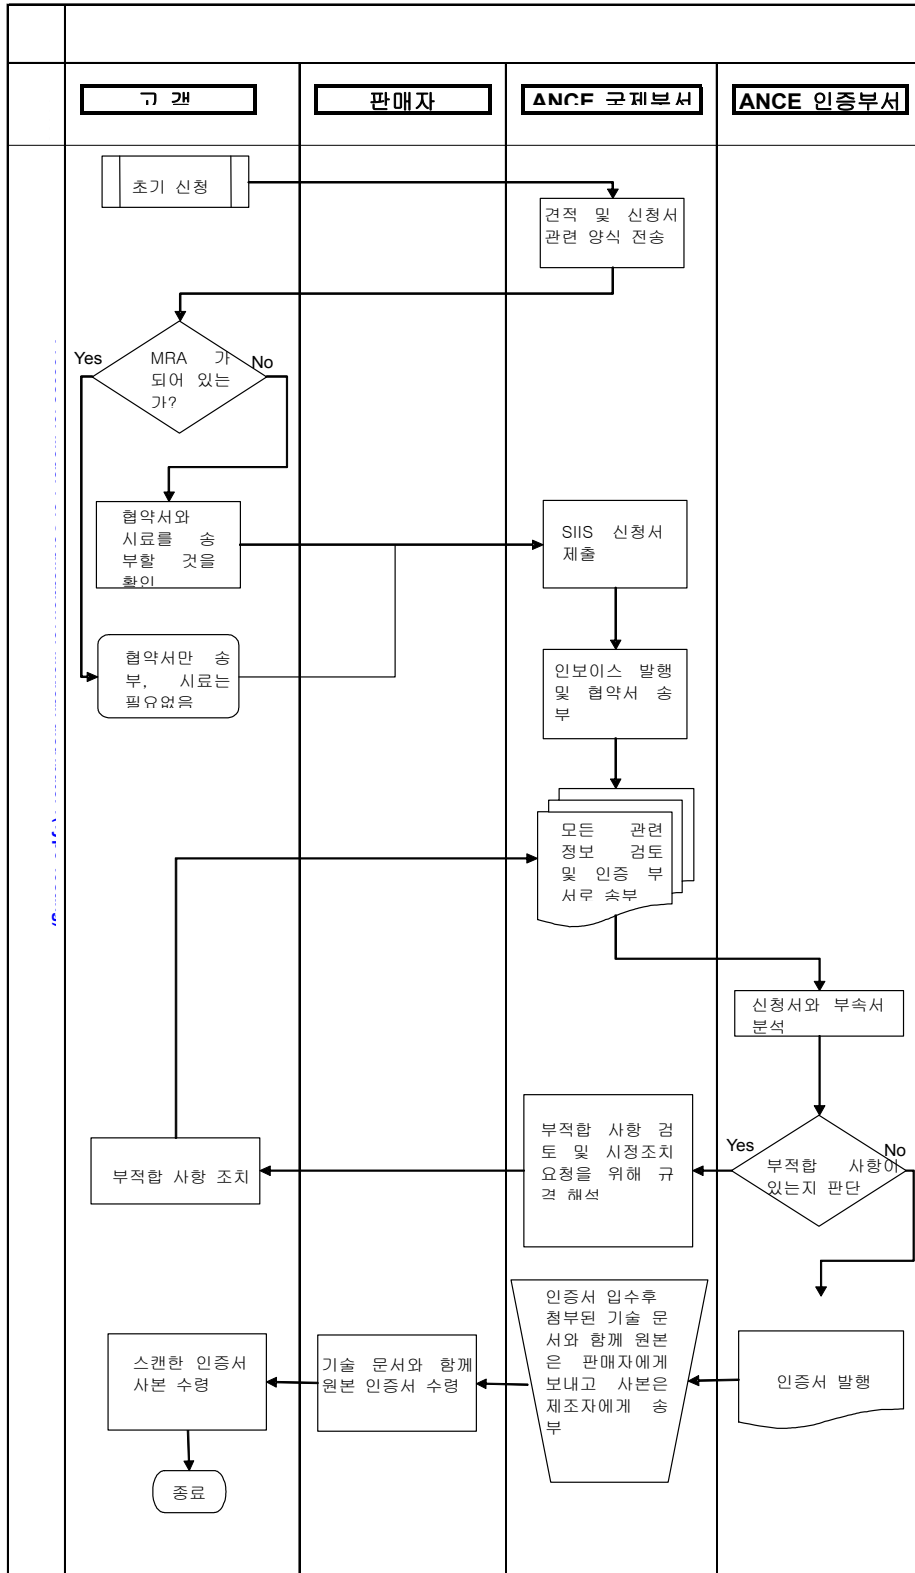 고 객
판매자
ANCE 국제부서
ANCE 인증부서
초기 신청
견적 및 신청서
관련 양식 전송
Yes
No
MRA 가
되어 있는
가?
협약서와
시료를 송
부할 것을
확인
SIIS 신청서
제출
협약서만 송
부, 시료는
필요없음
인보이스 발행
및 협약서 송
부
모든 관련
정보 검토
및 인증 부
서로 송부
신청서와 부속서
분석
Yes
No
부적합 사항이
있는지 판단
부적합 사항 검
토 및 시정조치
요청을 위해 규
격 해석
부적합 사항 조치
인증서 입수후
첨부된 기술 문
서와 함께 원본
은 판매자에게
보내고 사본은
제조자에게 송
부
인증서 발행
기술 문서와 함께
원본 인증서 수령
스캔한 인증서
사본 수령
종료